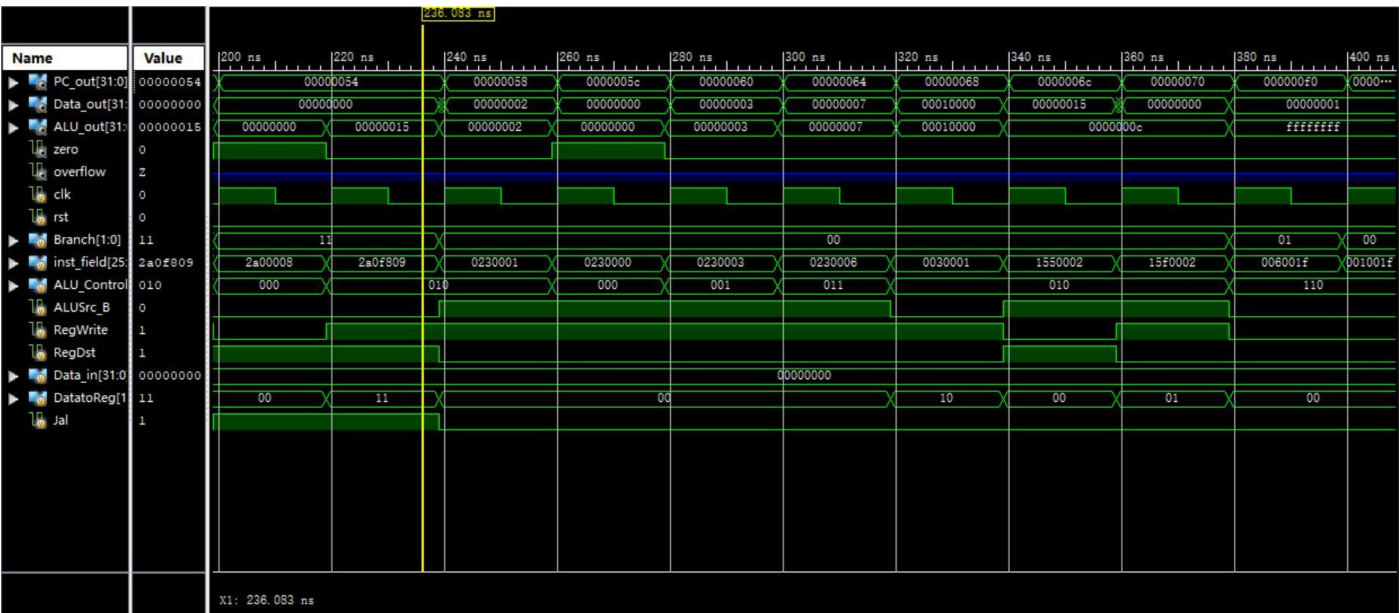 236.083 ns
Name Value 200 ns 220 ns 240 ns 260 ns 280 ns 300 ns 320 ns 340 ns 360 ns 380 ns 400 ns
PC_out[31:0] 00000054 00000054 00000058 0000005c 00000060 00000064 00000068 0000006c 00000070 000000f0 0000…
Data_out[31: 00000000 00000000 00000002 00000000 00000003 00000007 00010000 00000015 00000000 00000001
ALU_out[31: 00000015 00000000 00000015 00000002 00000000 00000003 00000007 00010000 0000000c ffffffff
zero 0
overflow Z
clk 0
rst 0
Branch[1:0] 11 11 00 01 00
inst_field[25: 2a0f809 2a00008 2a0f809 0230001 0230000 0230003 0230006 0030001 1550002 15f0002 006001f 001001f
ALU_Control 010 000 010 000 001 011 010 110
ALUSrc_B 0
RegWrite 1
RegDst 1
Data_in[31:0 00000000 00000000
DatatoReg[1 11 00 11 00 10 00 01 00
Jal 1
X1: 236.083 ns